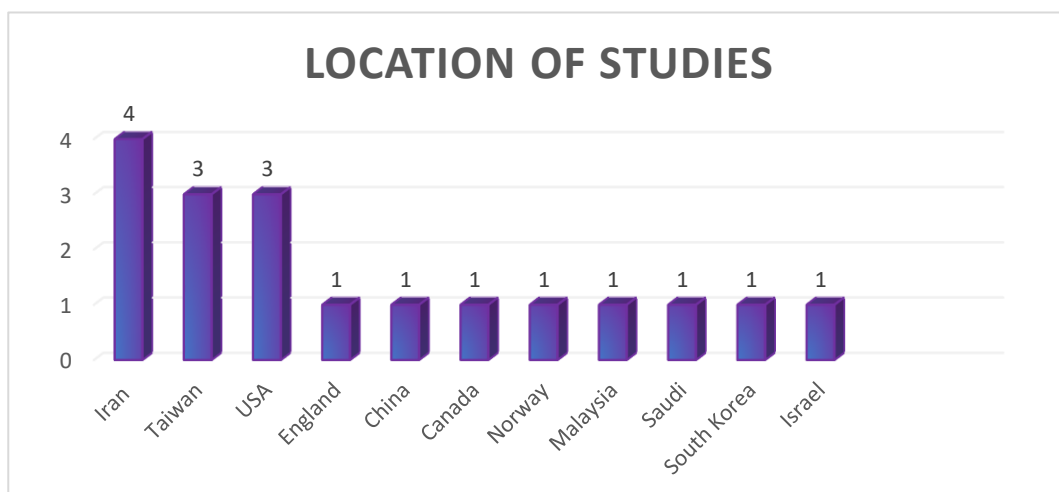 LOCATION OF STUDIES
4
3
3
1
1
1
1
1
1
1
1
4
3
2
1
0
Iran
Taiwan
USA
England
China
Canada
Norway
Malaysia
Saudi
South Korea
Israel